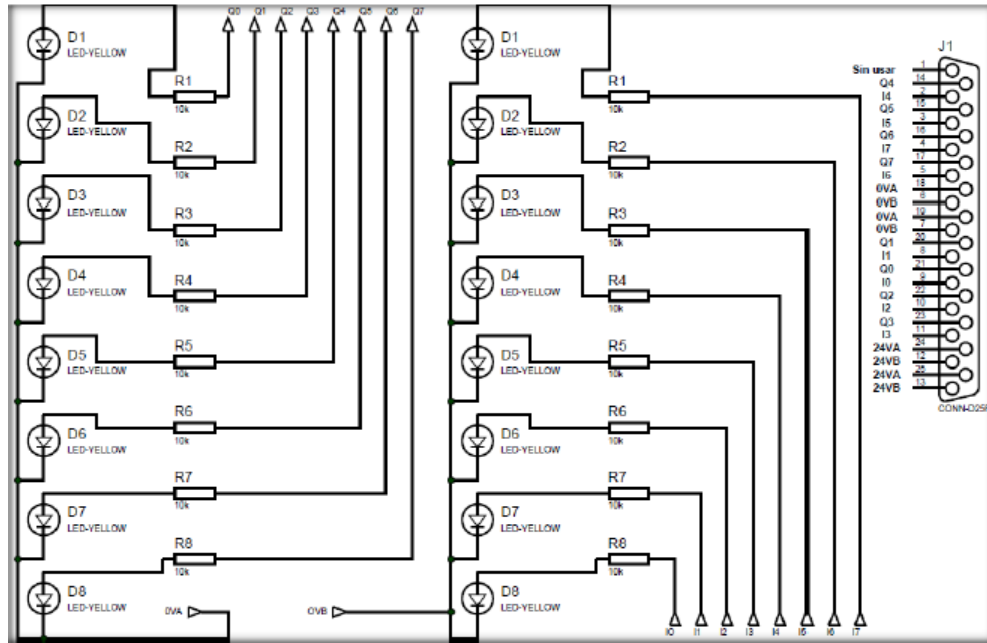 Q0 Q1 Q2 Q3 Q4 Q5 Q6 Q7
D1
LED-YELLOW
R1
10k
D2
LED-YELLOW
R2
10k
D3
LED-YELLOW
R3
10k
D4
LED-YELLOW
R4
10k
D5
LED-YELLOW
R5
10k
D6
LED-YELLOW
R6
10k
D7
LED-YELLOW
R7
10k
D8
LED-YELLOW
R8
10k
0VA
0VB
D1
LED-YELLOW
R1
10k
D2
LED-YELLOW
R2
10k
D3
LED-YELLOW
R3
10k
D4
LED-YELLOW
R4
10k
D5
LED-YELLOW
R5
10k
D6
LED-YELLOW
R6
10k
D7
LED-YELLOW
R7
10k
D8
LED-YELLOW
R8
10k
I0 I1 I2 I3 I4 I5 I6 I7
J1
Sin usar 1
Q4 14
I4 2
Q5 15
I5 3
Q6 16
I7 4
Q7 17
I6 5
0VA 18
0VB 6
0VA 19
0VB 7
Q1 20
I1 8
Q0 21
I0 9
Q2 22
I2 10
Q3 23
I3 11
24VA 24
24VB 12
24VA 25
24VB 13